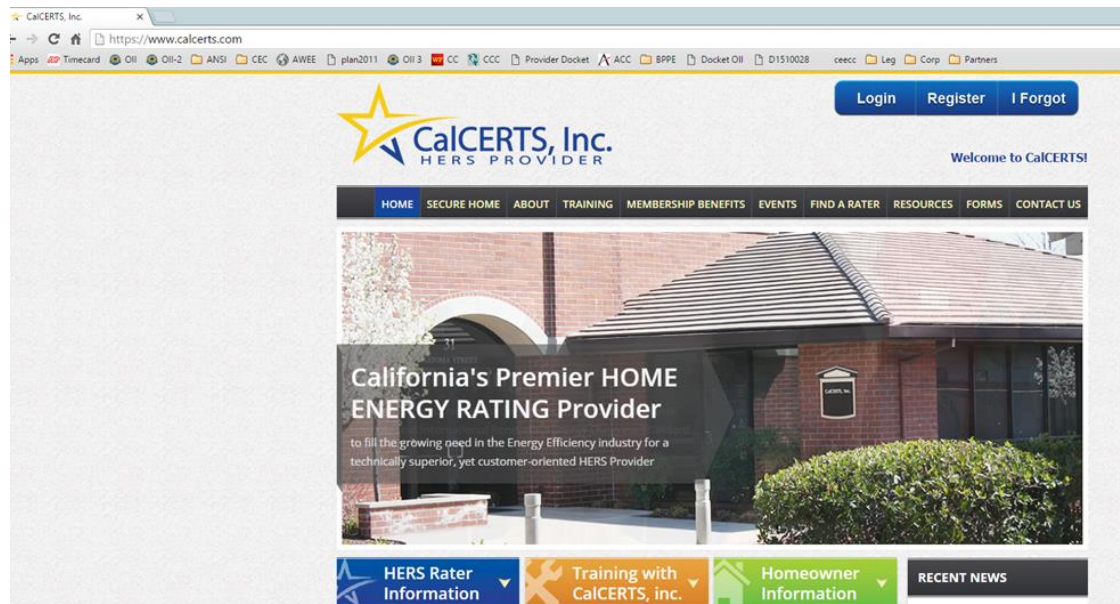 CalCERTS, Inc.
https://www.calcerts.com
Apps Timecard OII OII-2 ANSI CEC AWEE plan2011 OII 3 CC CCC Provider Docket ACC BPPE Docket OII D1510028 ceecc Leg Corp Partners
Login Register I Forgot
CalCERTS, Inc.
HERS PROVIDER
Welcome to CalCERTS!
HOME SECURE HOME ABOUT TRAINING MEMBERSHIP BENEFITS EVENTS FIND A RATER RESOURCES FORMS CONTACT US
31
California's Premier HOME
ENERGY RATING Provider
to fill the growing need in the Energy Efficiency industry for a
technically superior, yet customer-oriented HERS Provider
HERS Rater
Information
Training with
CalCERTS, inc.
Homeowner
Information
RECENT NEWS